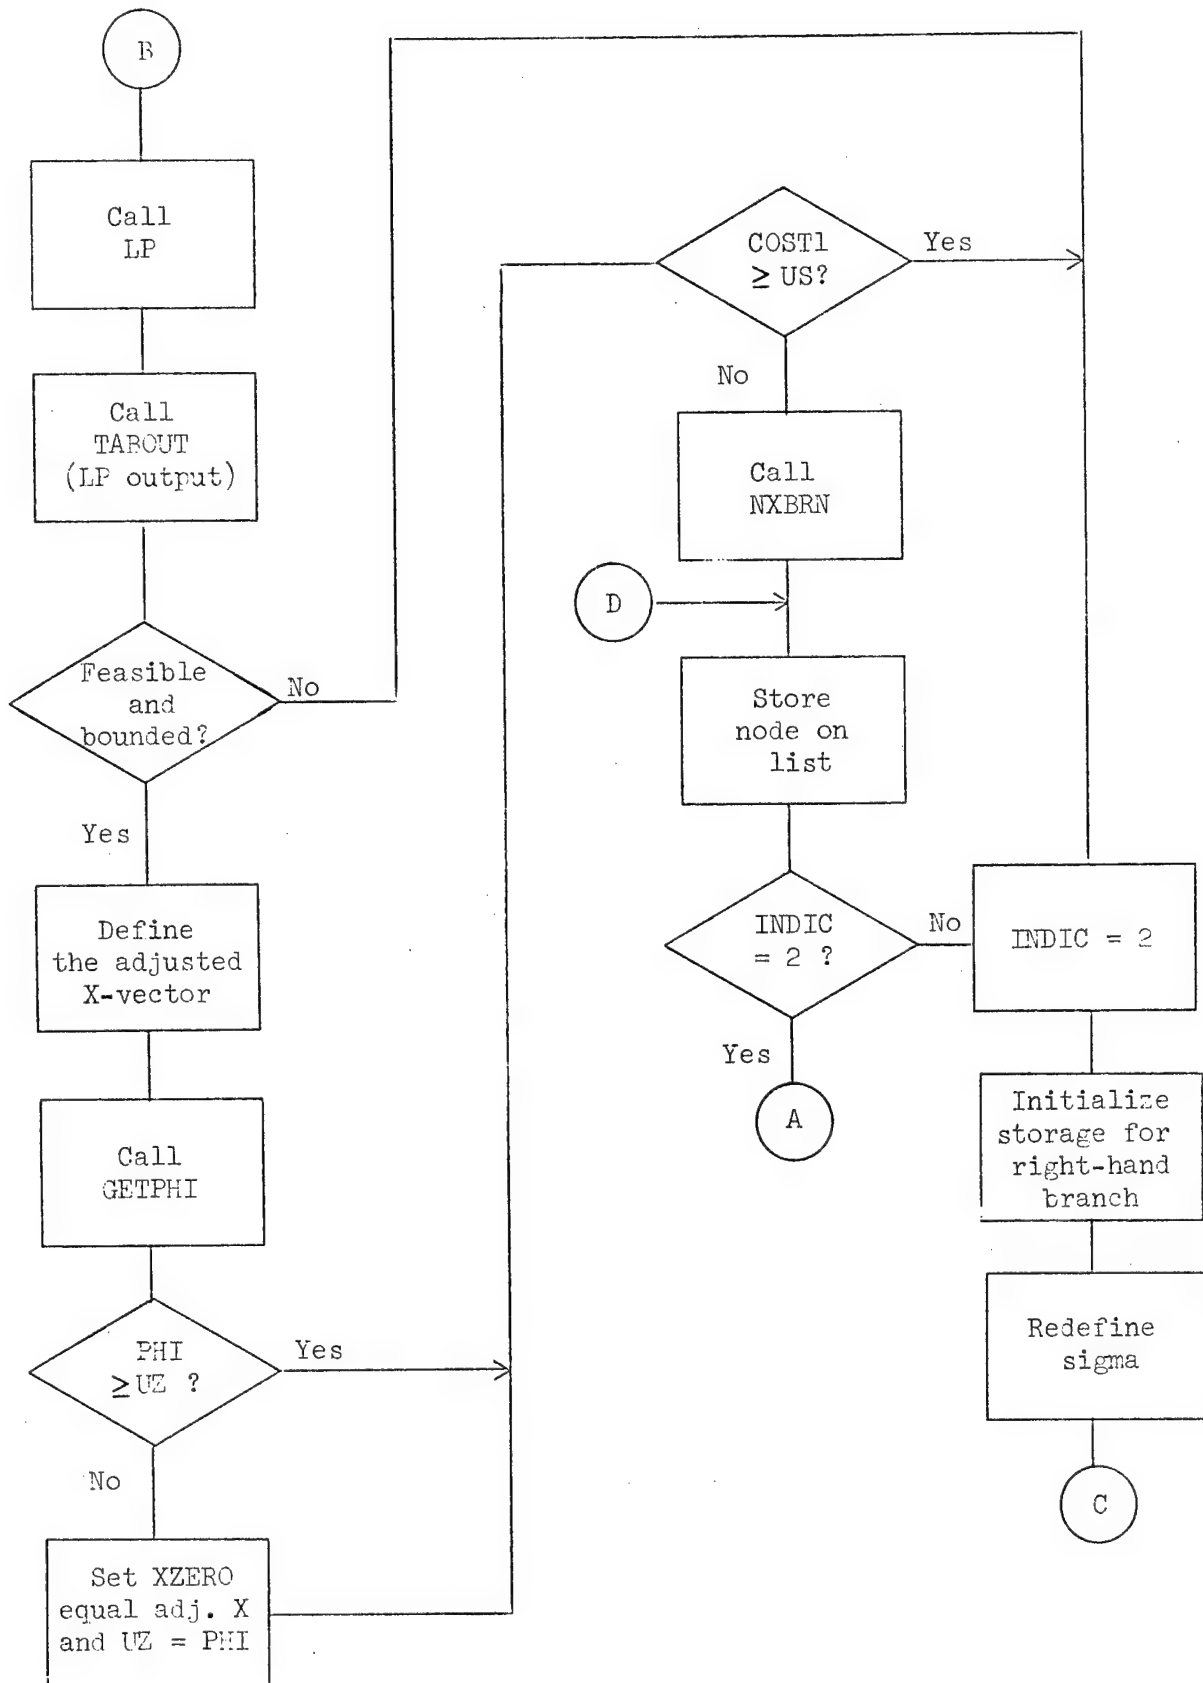 B
Call
LP
Call
TABOUT
(LP output)
Feasible
and
bounded?
No
Yes
Define
the adjusted
X-vector
Call
GETPHI
PHI
≥ UZ ?
Yes
No
Set XZERO
equal adj. X
and UZ = PHI
COST1
≥ US?
Yes
No
Call
NXBRN
D
Store
node on
list
INDIC
= 2 ?
No
Yes
A
INDIC = 2
Initialize
storage for
right-hand
branch
Redefine
sigma
C